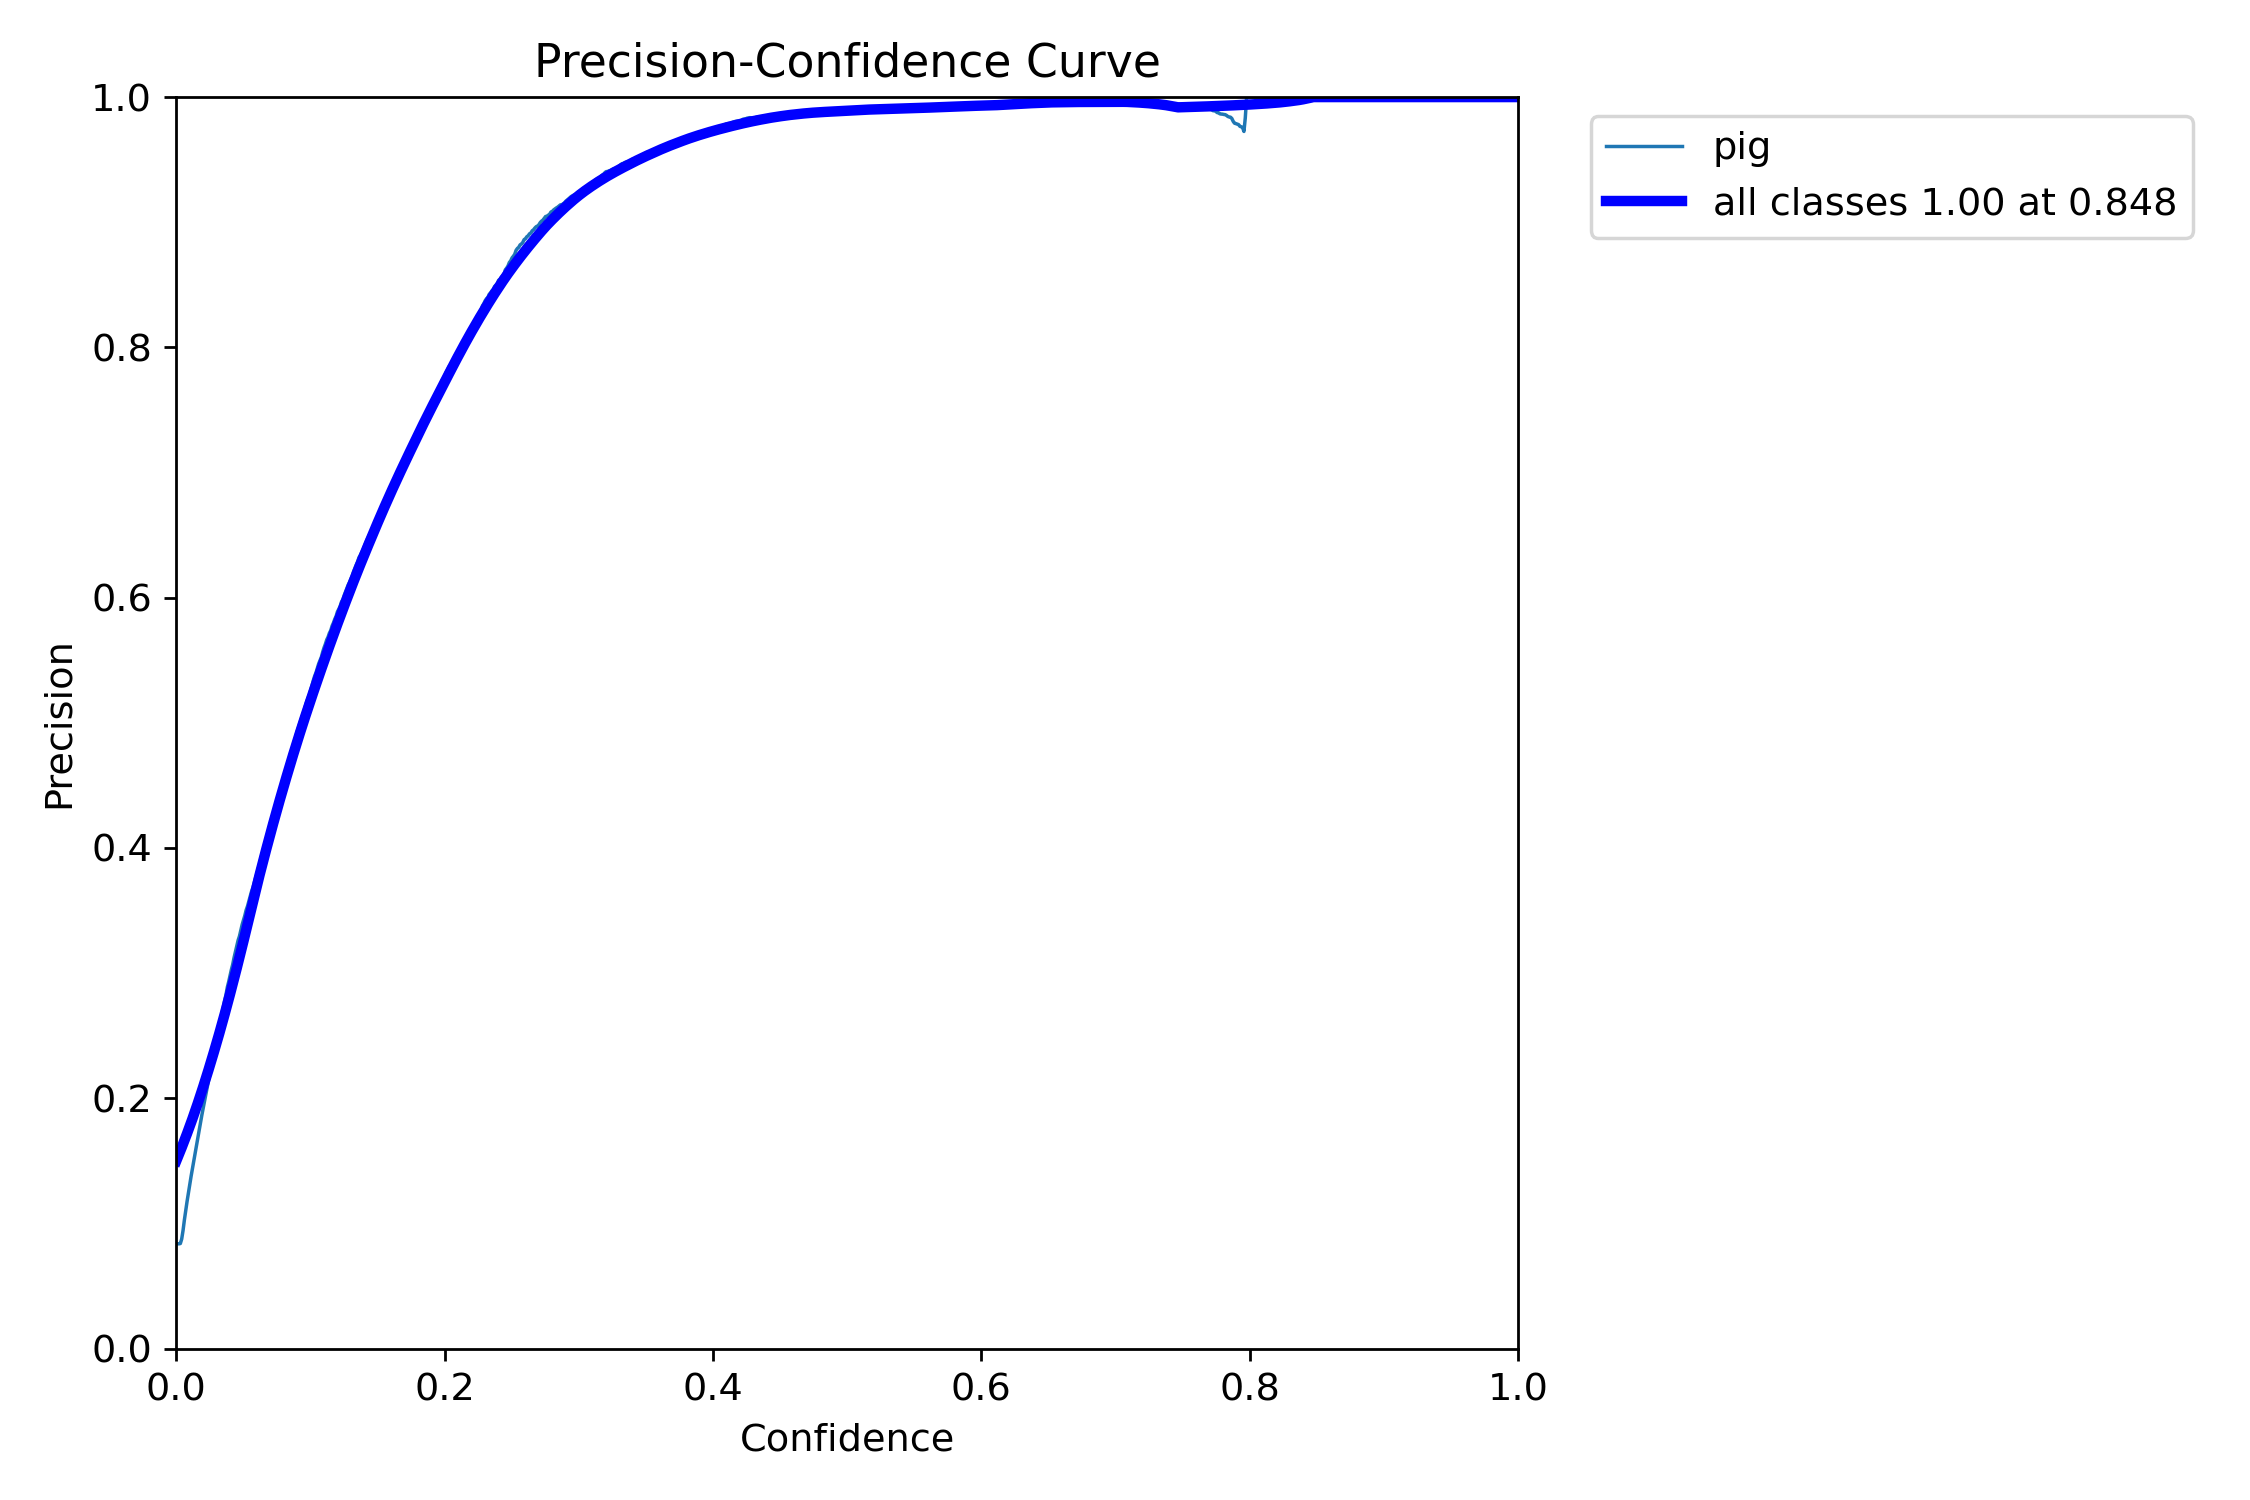 Precision-Confidence Curve
1.0
0.8
0.6
0.4
0.2
0.0
Precision
0.0 0.2 0.4 0.6 0.8 1.0
Confidence
pig
all classes 1.00 at 0.848